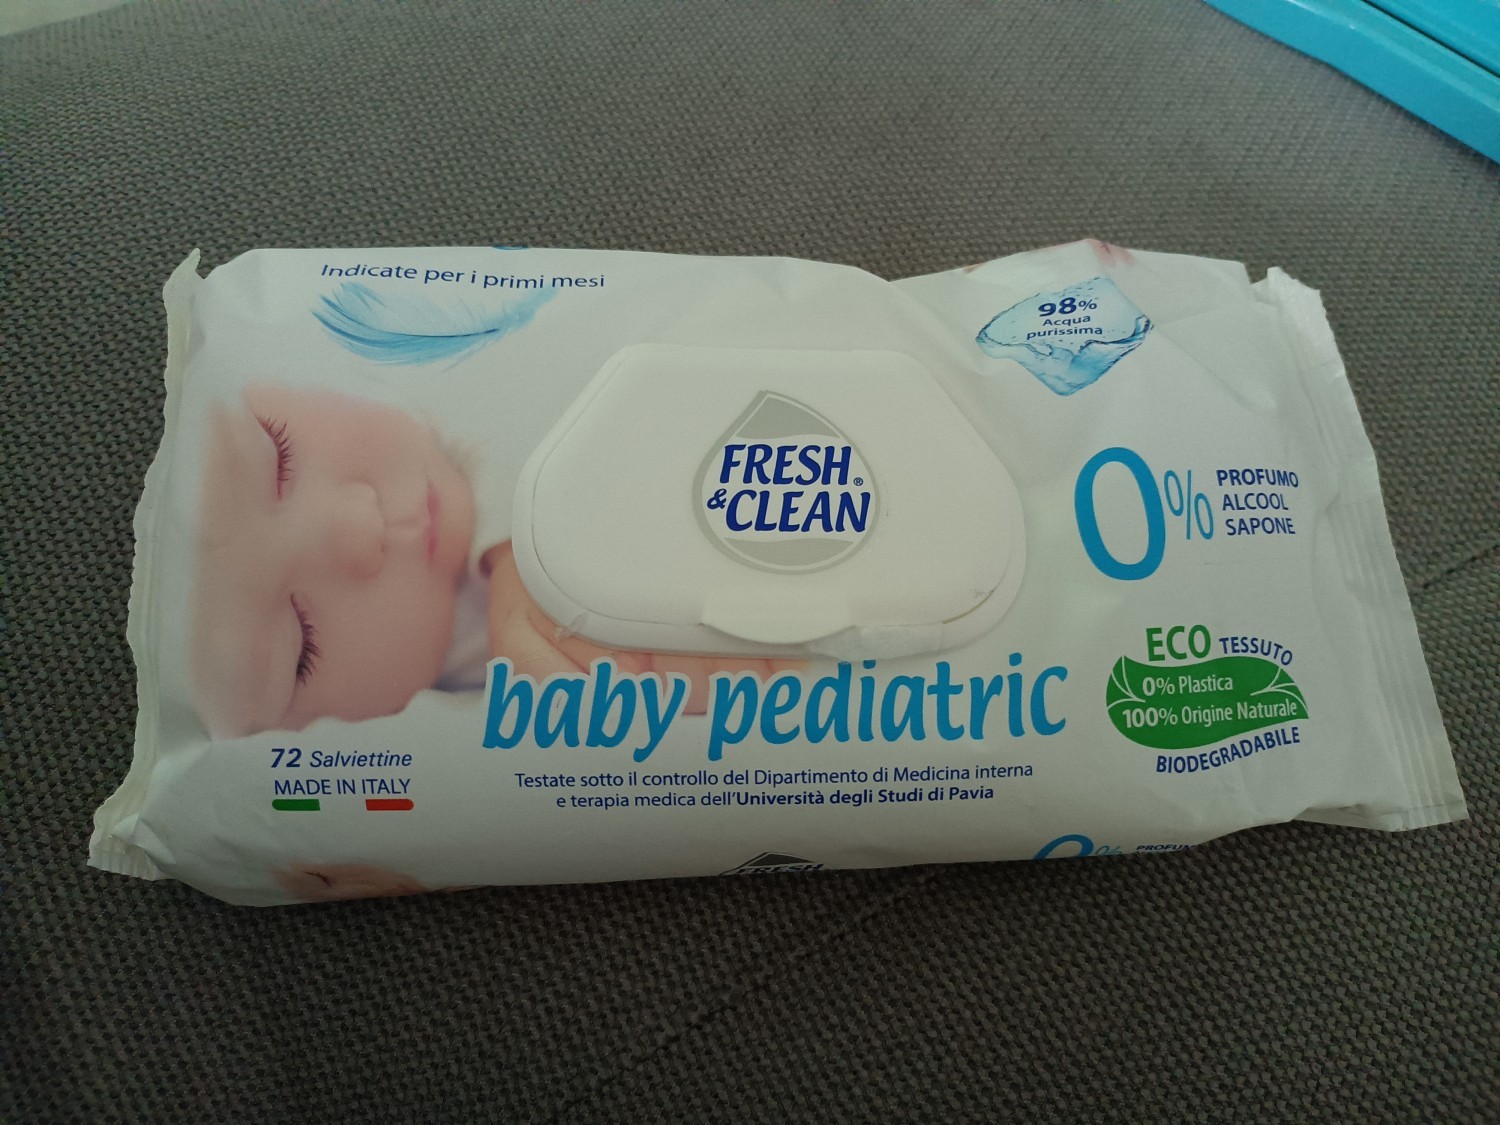 Indicate per i primi mesi
98%
Acqua
purissima
FRESH
&CLEAN®
0%
PROFUMO
ALCOOL
SAPONE
baby pediatric
ECO TESSUTO
0% Plastica
100% Origine Naturale
BIODEGRADABILE
72 Salviettine
MADE IN ITALY
Testate sotto il controllo del Dipartimento di Medicina interna
e terapia medica dell'Università degli Studi di Pavia
FRESH
0%